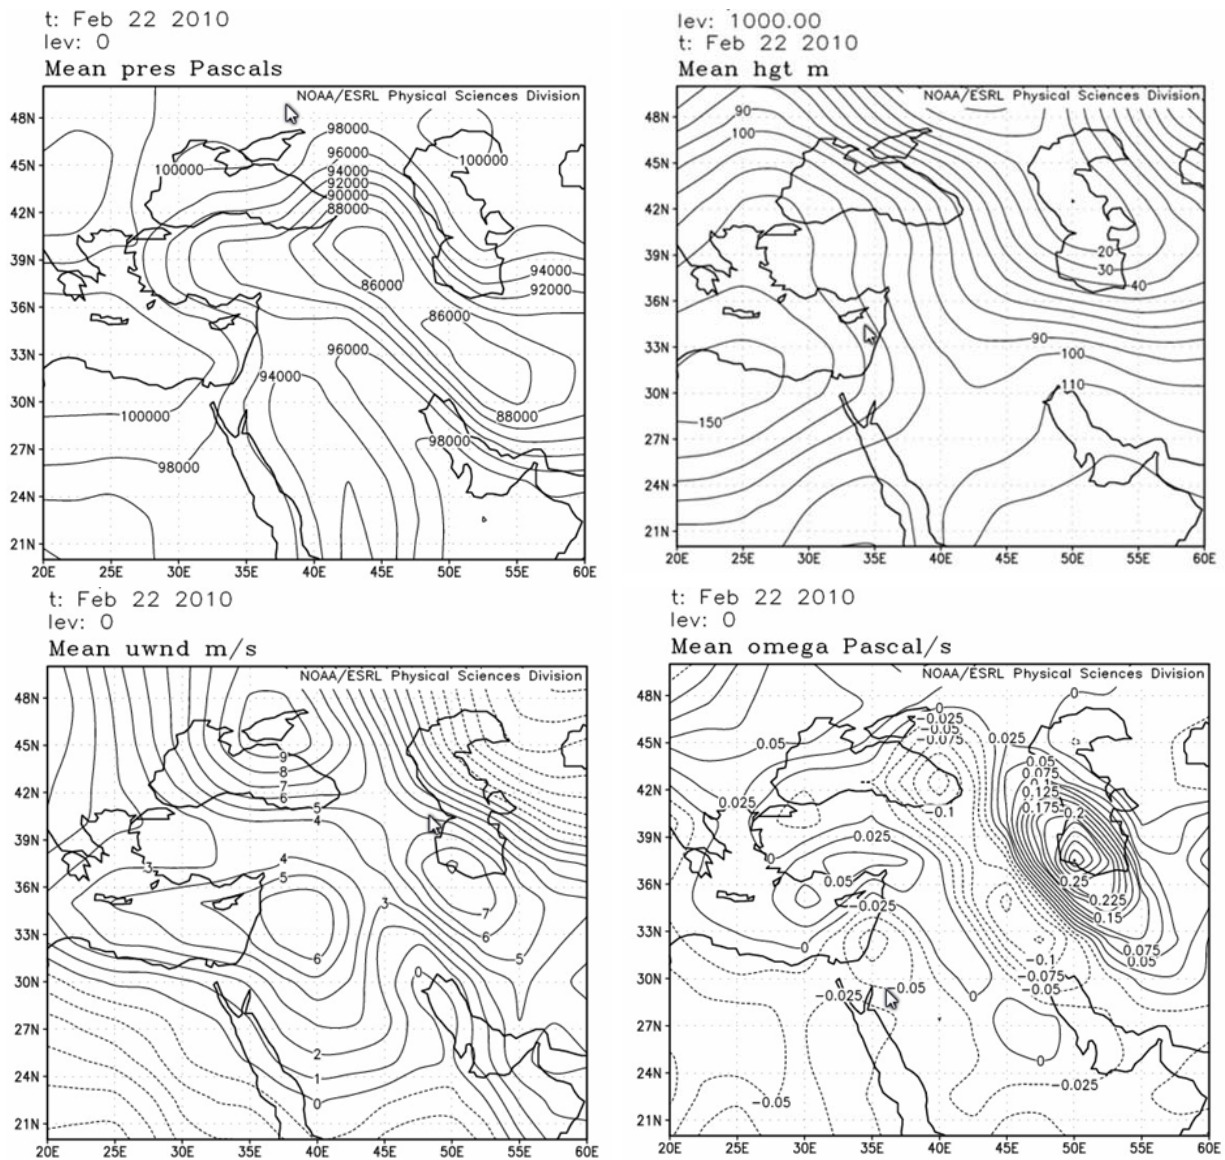 t: Feb 22 2010
lev: 0
Mean pres Pascals
NOAA/ESRL Physical Sciences Division
48N
45N
42N
39N
36N
33N
30N
27N
24N
21N
98000
96000
94000
92000
90000
88000
100000
100000
86000
94000
92000
86000
96000
94000
100000
88000
98000
98000
20E 25E 30E 35E 40E 45E 50E 55E 60E
lev: 1000.00
t: Feb 22 2010
Mean hgt m
NOAA/ESRL Physical Sciences Division
48N
45N
42N
39N
36N
33N
30N
27N
24N
21N
90
100
20
30
40
90
100
110
150
20E 25E 30E 35E 40E 45E 50E 55E 60E
t: Feb 22 2010
lev: 0
Mean uwnd m/s
NOAA/ESRL Physical Sciences Division
48N
45N
42N
39N
36N
33N
30N
27N
24N
21N
9
8
7
6
5
4
3
4
5
3
7
6
6
5
0
2
1
0
20E 25E 30E 35E 40E 45E 50E 55E 60E
t: Feb 22 2010
lev: 0
Mean omega Pascal/s
NOAA/ESRL Physical Sciences Division
48N
45N
42N
39N
36N
33N
30N
27N
24N
21N
0
0
-0.025
-0.05
-0.075
0.025
0.05
0.05
0.075
0.125
0.175
0.2
0.025
-0.1
0.025
0
0.05
0.25
-0.025
0.225
0.15
0
0.075
0.05
-0.1
-0.075
-0.05
-0.05
-0.025
0
0
-0.025
-0.05
20E 25E 30E 35E 40E 45E 50E 55E 60E